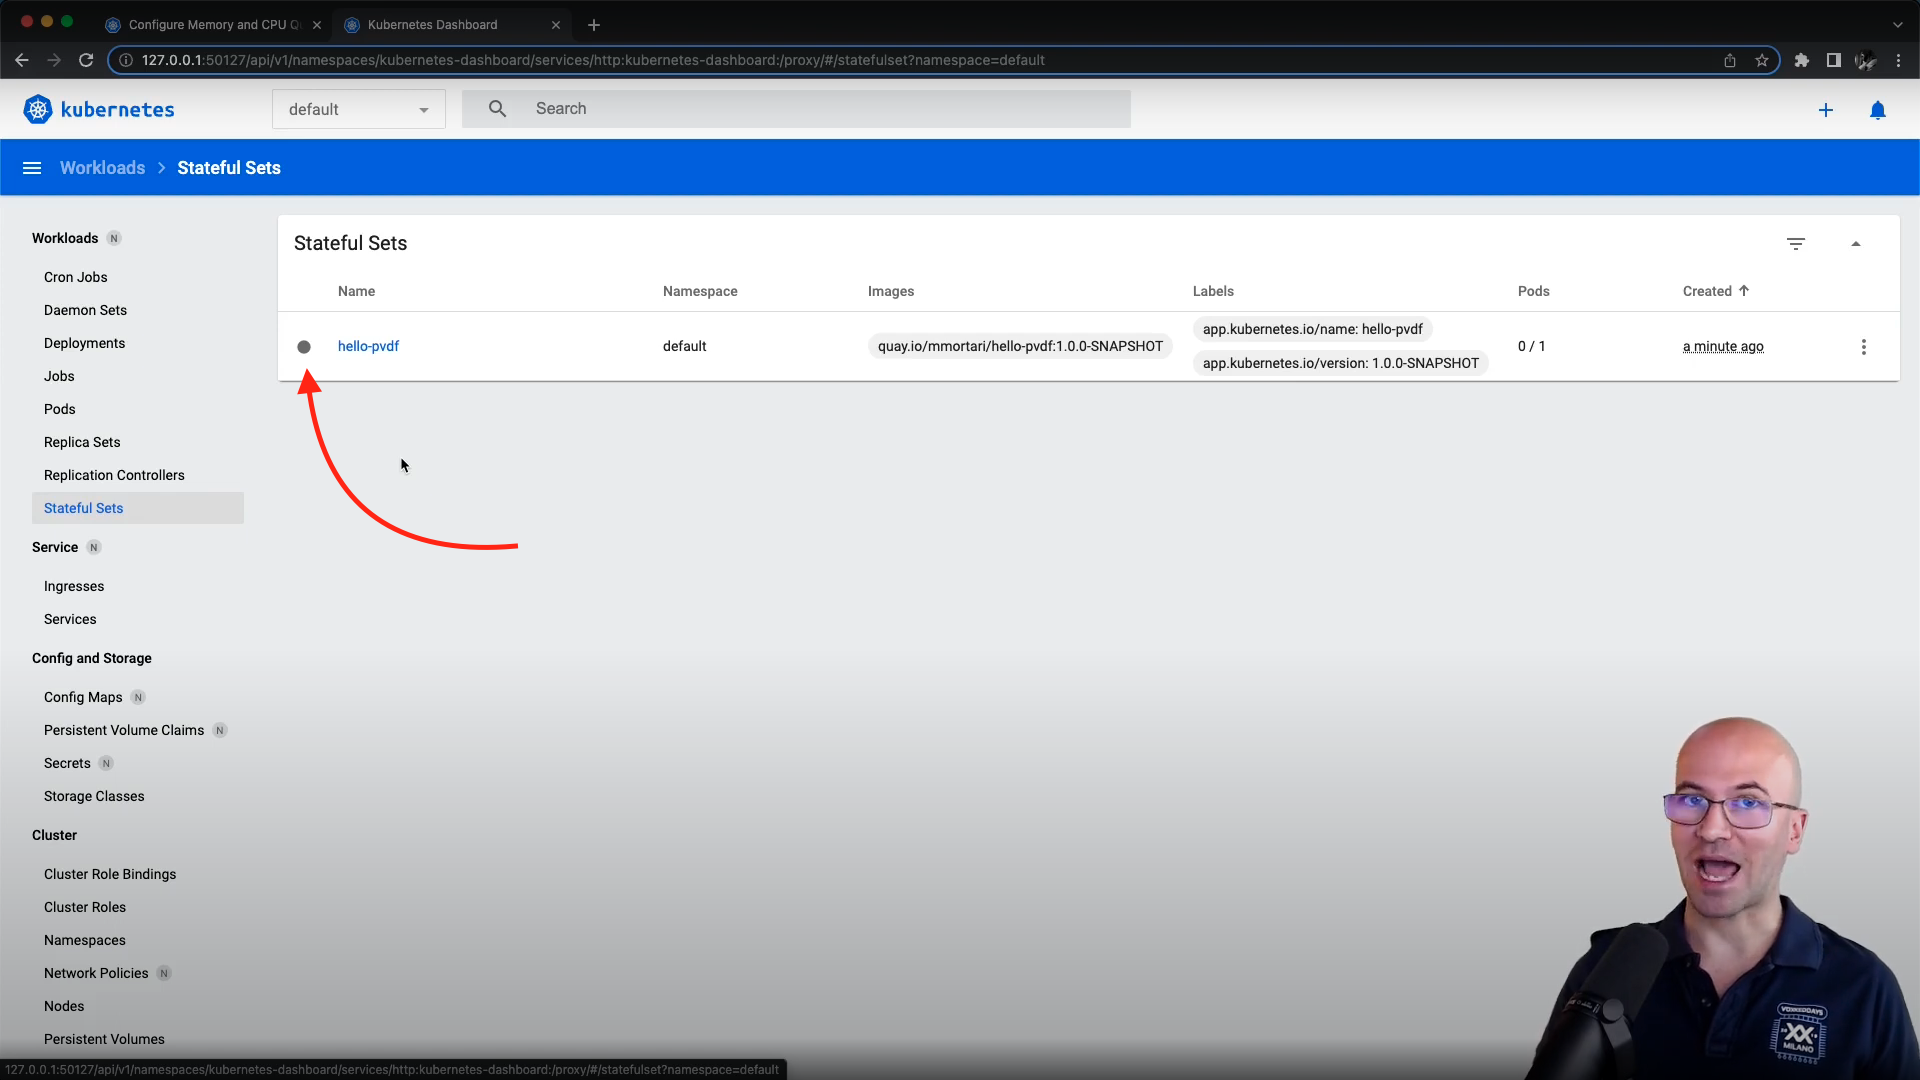 Configure Memory and CPU Q
Kubernetes Dashboard
127.0.0.1:50127/api/v1/namespaces/kubernetes-dashboard/services/http:kubernetes-dashboard:/proxy/#/statefulset?namespace=default
kubernetes
default
Search
Workloads > Stateful Sets
Workloads N
Cron Jobs
Daemon Sets
Deployments
Jobs
Pods
Replica Sets
Replication Controllers
Stateful Sets
Service N
Ingresses
Services
Config and Storage
Config Maps N
Persistent Volume Claims N
Secrets N
Storage Classes
Cluster
Cluster Role Bindings
Cluster Roles
Namespaces
Network Policies N
Nodes
Persistent Volumes
Stateful Sets
Name Namespace Images Labels Pods Created
hello-pvdf default quay.io/mmortari/hello-pvdf:1.0.0-SNAPSHOT app.kubernetes.io/name: hello-pvdf 0 / 1 a minute ago
app.kubernetes.io/version: 1.0.0-SNAPSHOT
VOXXEDDAYS
XX
MILANO
127.0.0.1:50127/api/v1/namespaces/kubernetes-dashboard/services/http:kubernetes-dashboard:/proxy/#/statefulset?namespace=default